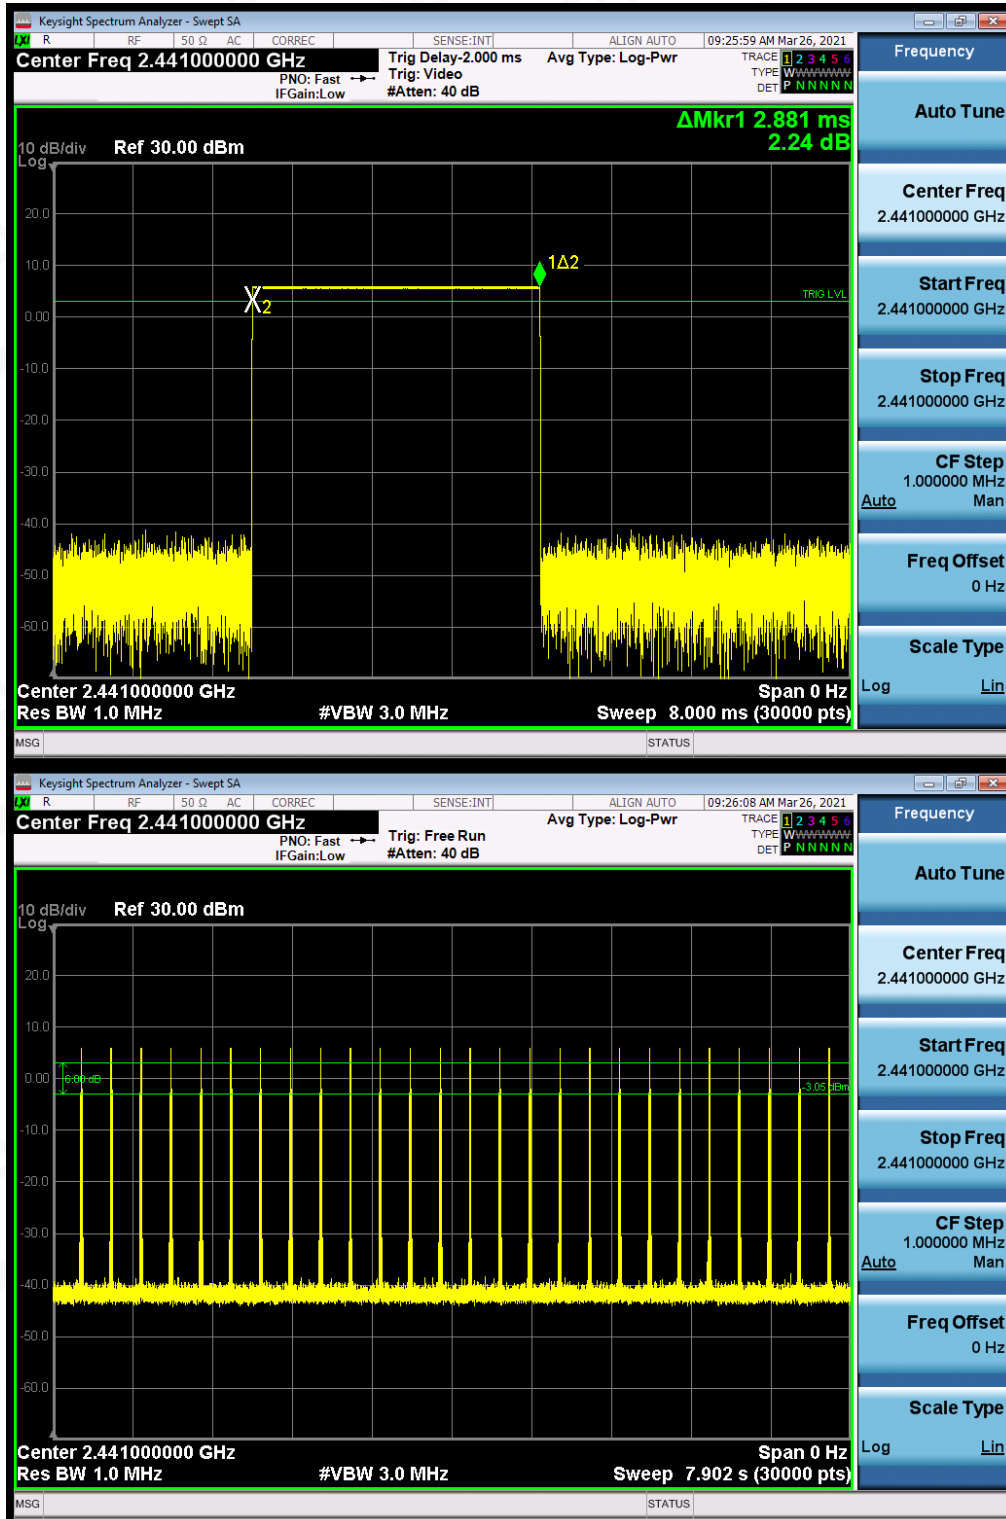 Keysight Spectrum Analyzer - Swept SA
LXI R RF 50 Ω AC CORREC SENSE:INT ALIGN AUTO 09:25:59 AM Mar 26, 2021
Center Freq 2.441000000 GHz Trig Delay-2.000 ms Avg Type: Log-Pwr TRACE 1 2 3 4 5 6
PNO: Fast Trig: Video TYPE WWWWWW
IFGain:Low #Atten: 40 dB DET P N N N N N
ΔMkr1 2.881 ms
2.24 dB
10 dB/div Ref 30.00 dBm
Log
20.0
10.0
1Δ2
TRIG LVL
X2
0.00
-10.0
-20.0
-30.0
-40.0
-50.0
-60.0
Center 2.441000000 GHz Span 0 Hz
Res BW 1.0 MHz #VBW 3.0 MHz Sweep 8.000 ms (30000 pts)
MSG STATUS
Frequency
Auto Tune
Center Freq
2.441000000 GHz
Start Freq
2.441000000 GHz
Stop Freq
2.441000000 GHz
CF Step
1.000000 MHz
Auto Man
Freq Offset
0 Hz
Scale Type
Log Lin
Keysight Spectrum Analyzer - Swept SA
LXI R RF 50 Ω AC CORREC SENSE:INT ALIGN AUTO 09:26:08 AM Mar 26, 2021
Center Freq 2.441000000 GHz Avg Type: Log-Pwr TRACE 1 2 3 4 5 6
PNO: Fast Trig: Free Run TYPE WWWWWW
IFGain:Low #Atten: 40 dB DET P N N N N N
10 dB/div Ref 30.00 dBm
Log
20.0
10.0
0.00
6.00 dB
-3.05 dBm
-10.0
-20.0
-30.0
-40.0
-50.0
-60.0
Center 2.441000000 GHz Span 0 Hz
Res BW 1.0 MHz #VBW 3.0 MHz Sweep 7.902 s (30000 pts)
MSG STATUS
Frequency
Auto Tune
Center Freq
2.441000000 GHz
Start Freq
2.441000000 GHz
Stop Freq
2.441000000 GHz
CF Step
1.000000 MHz
Auto Man
Freq Offset
0 Hz
Scale Type
Log Lin